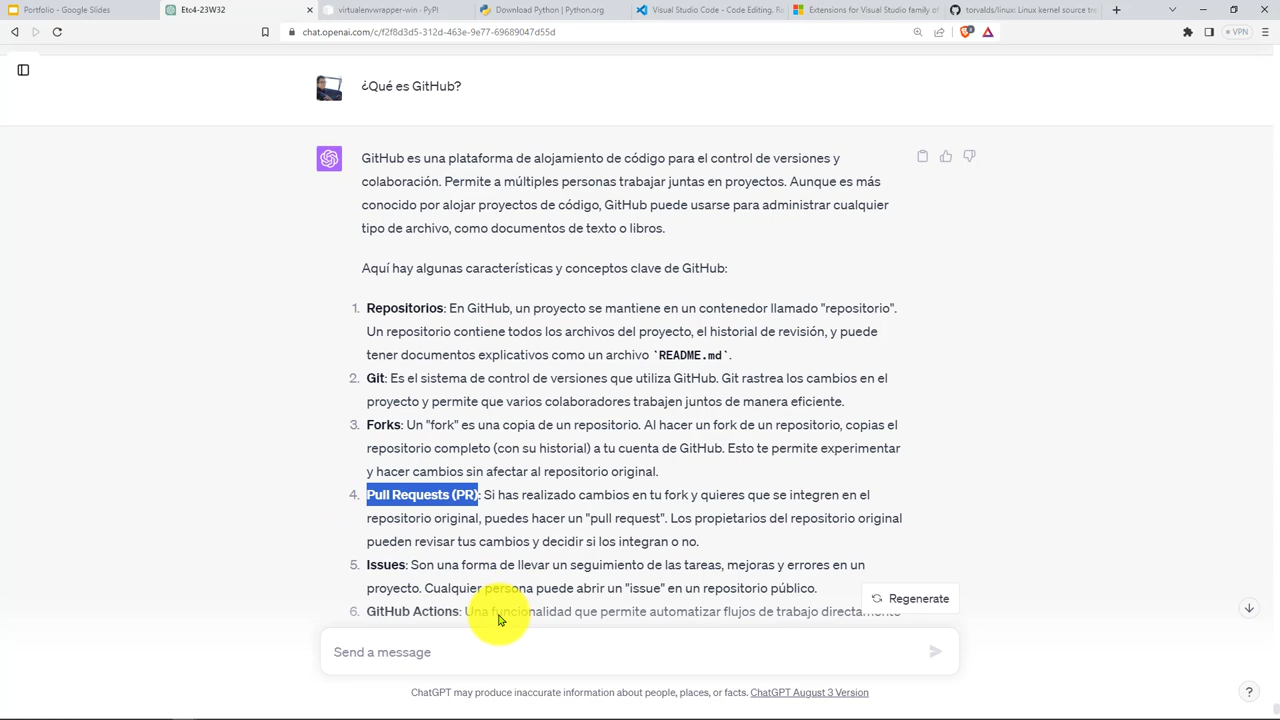 Portfolio - Google Slides
Etc4-23W32
virtualenvwrapper-win · PyPI
Download Python | Python.org
Visual Studio Code - Code Editing. R
Extensions for Visual Studio family of
torvalds/linux: Linux kernel source tr
chat.openai.com/c/f2f8d3d5-312d-463e-9e77-69689047d55d
VPN
¿Qué es GitHub?
GitHub es una plataforma de alojamiento de código para el control de versiones y
colaboración. Permite a múltiples personas trabajar juntas en proyectos. Aunque es más
conocido por alojar proyectos de código, GitHub puede usarse para administrar cualquier
tipo de archivo, como documentos de texto o libros.
Aquí hay algunas características y conceptos clave de GitHub:
1. Repositorios: En GitHub, un proyecto se mantiene en un contenedor llamado "repositorio".
Un repositorio contiene todos los archivos del proyecto, el historial de revisión, y puede
tener documentos explicativos como un archivo `README.md`.
2. Git: Es el sistema de control de versiones que utiliza GitHub. Git rastrea los cambios en el
proyecto y permite que varios colaboradores trabajen juntos de manera eficiente.
3. Forks: Un "fork" es una copia de un repositorio. Al hacer un fork de un repositorio, copias el
repositorio completo (con su historial) a tu cuenta de GitHub. Esto te permite experimentar
y hacer cambios sin afectar al repositorio original.
4. Pull Requests (PR): Si has realizado cambios en tu fork y quieres que se integren en el
repositorio original, puedes hacer un "pull request". Los propietarios del repositorio original
pueden revisar tus cambios y decidir si los integran o no.
5. Issues: Son una forma de llevar un seguimiento de las tareas, mejoras y errores en un
proyecto. Cualquier persona puede abrir un "issue" en un repositorio público.
Regenerate
6. GitHub Actions: Una funcionalidad que permite automatizar flujos de trabajo directamente
Send a message
ChatGPT may produce inaccurate information about people, places, or facts. ChatGPT August 3 Version
?